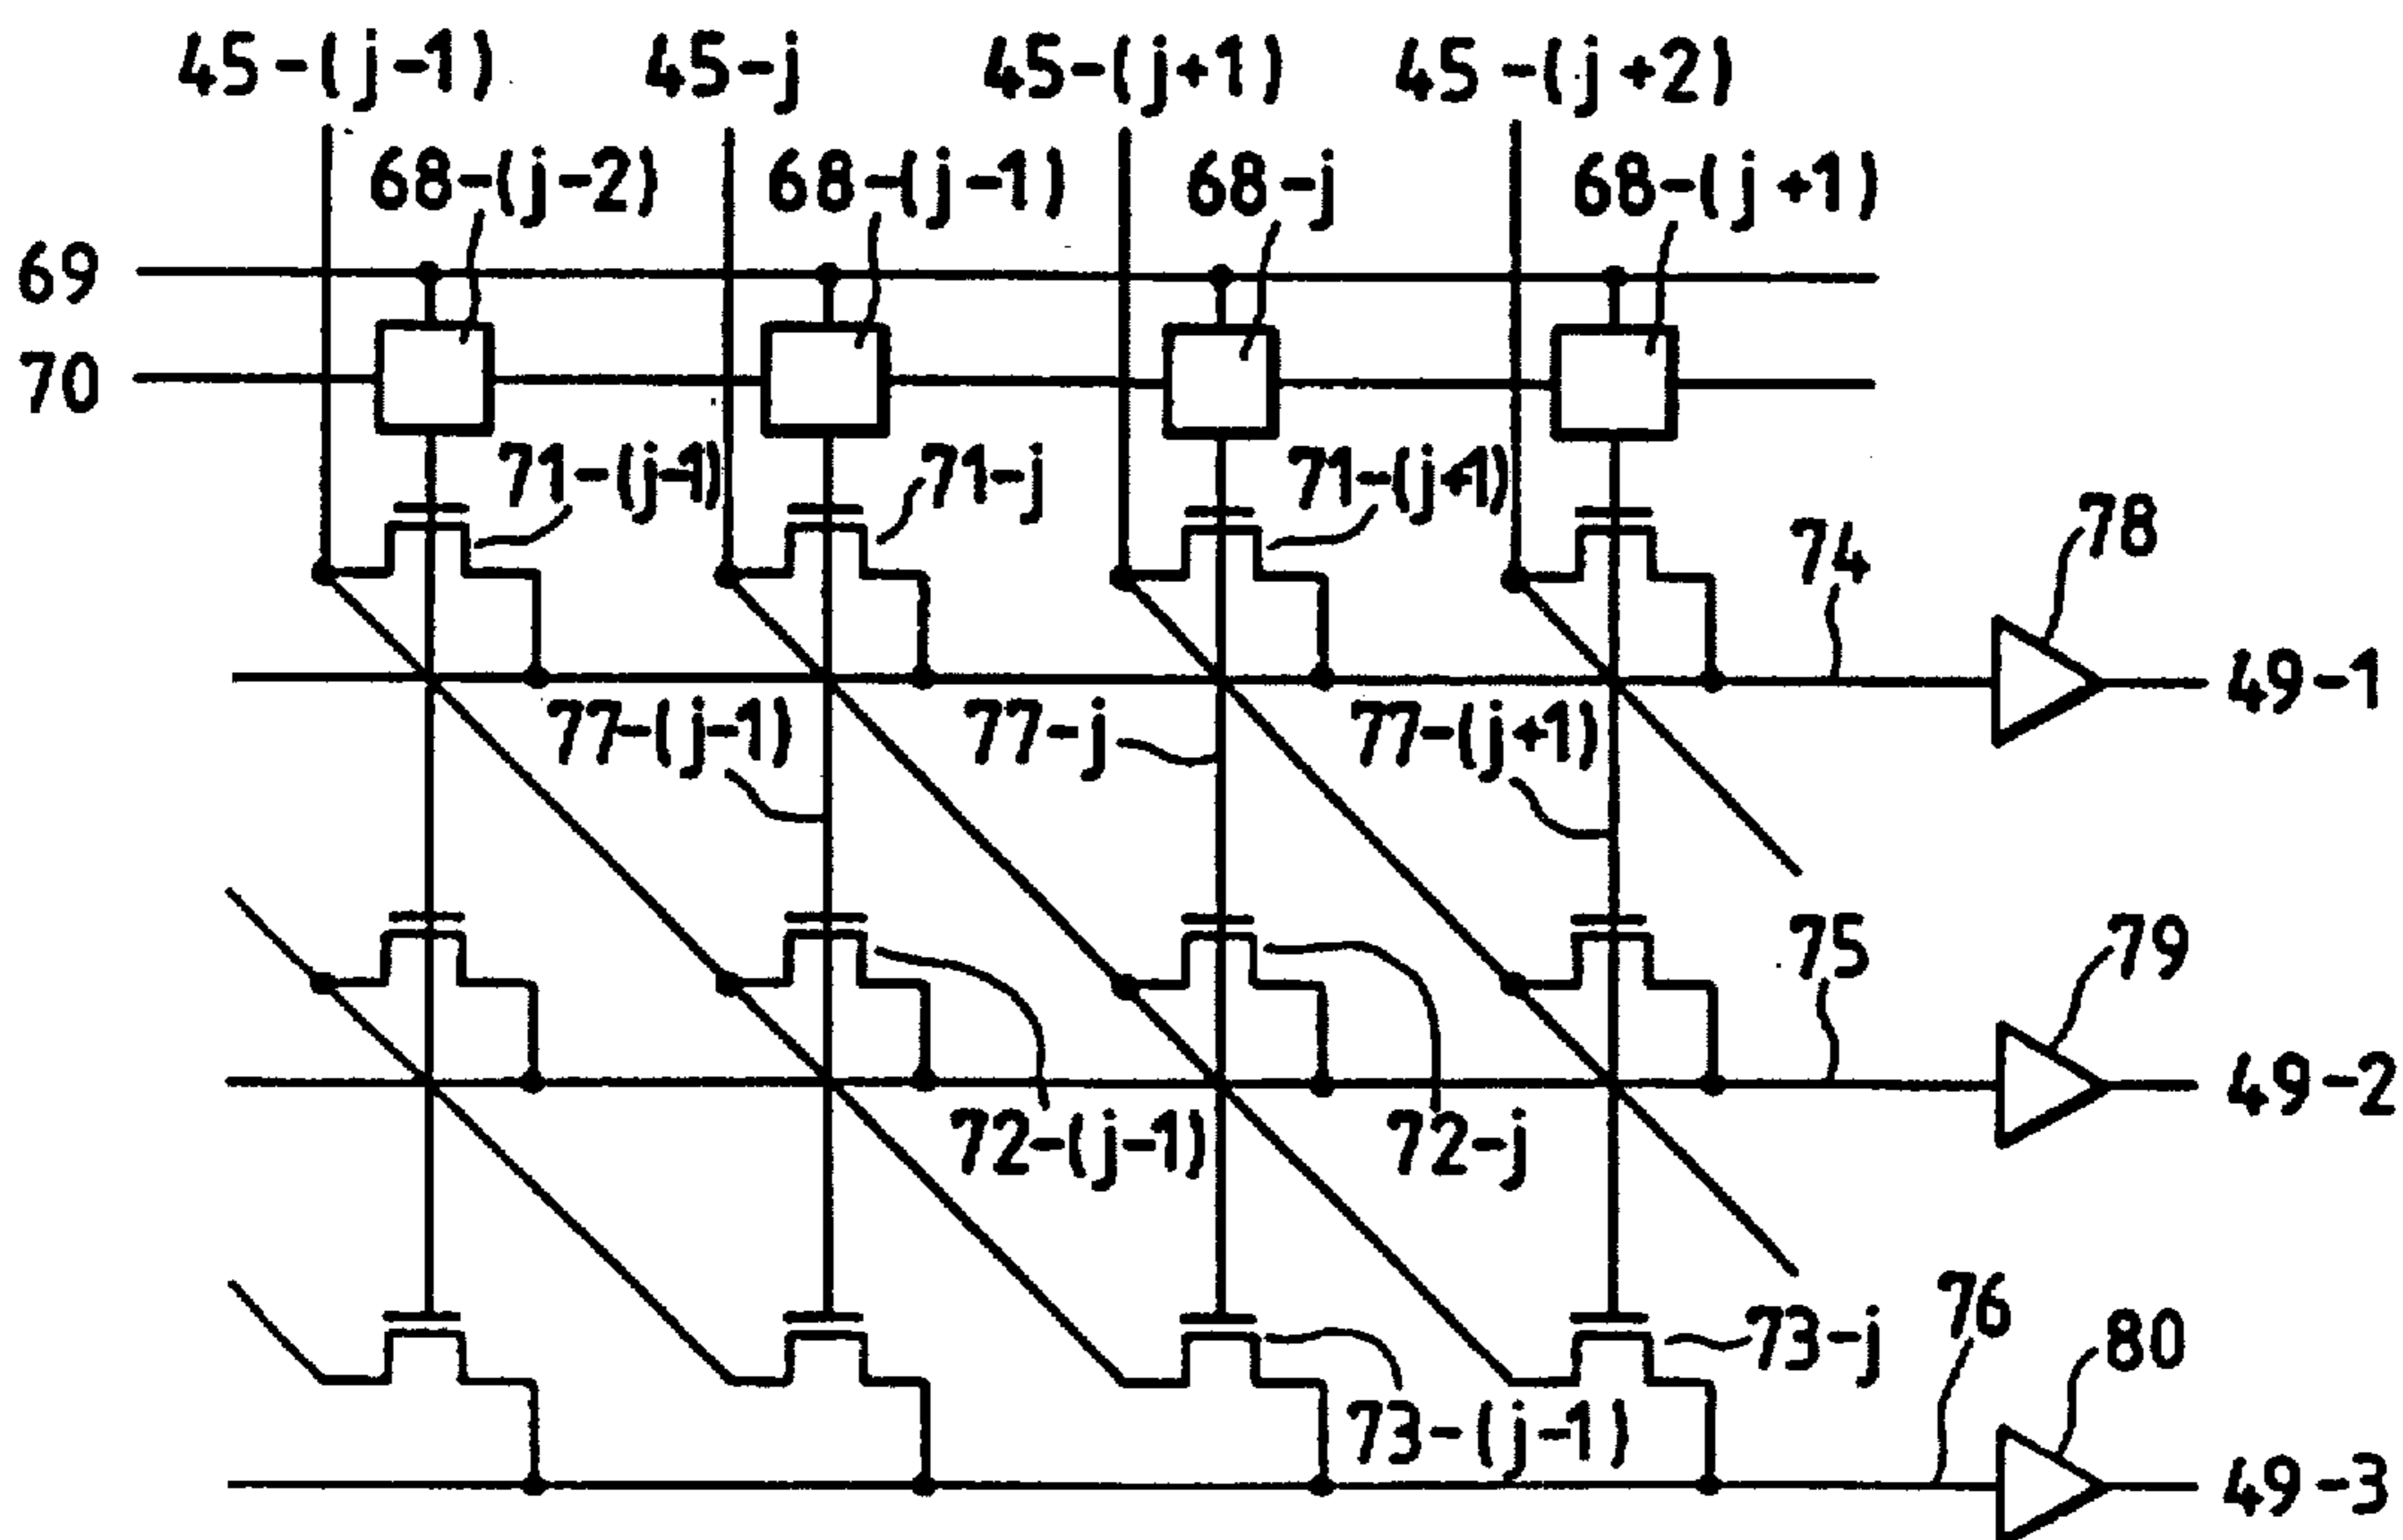 45-(j-1) 45-j 45-(j+1) 45-(j+2)
68-(j-2) 68-(j-1) 68-j 68-(j+1)
69
70
71-(j-1) 71-j 71-(j+1)
74 78
49-1
77-(j-1) 77-j 77-(j+1)
75 79
49-2
72-(j-1) 72-j
76
73-j 80
73-(j-1)
49-3